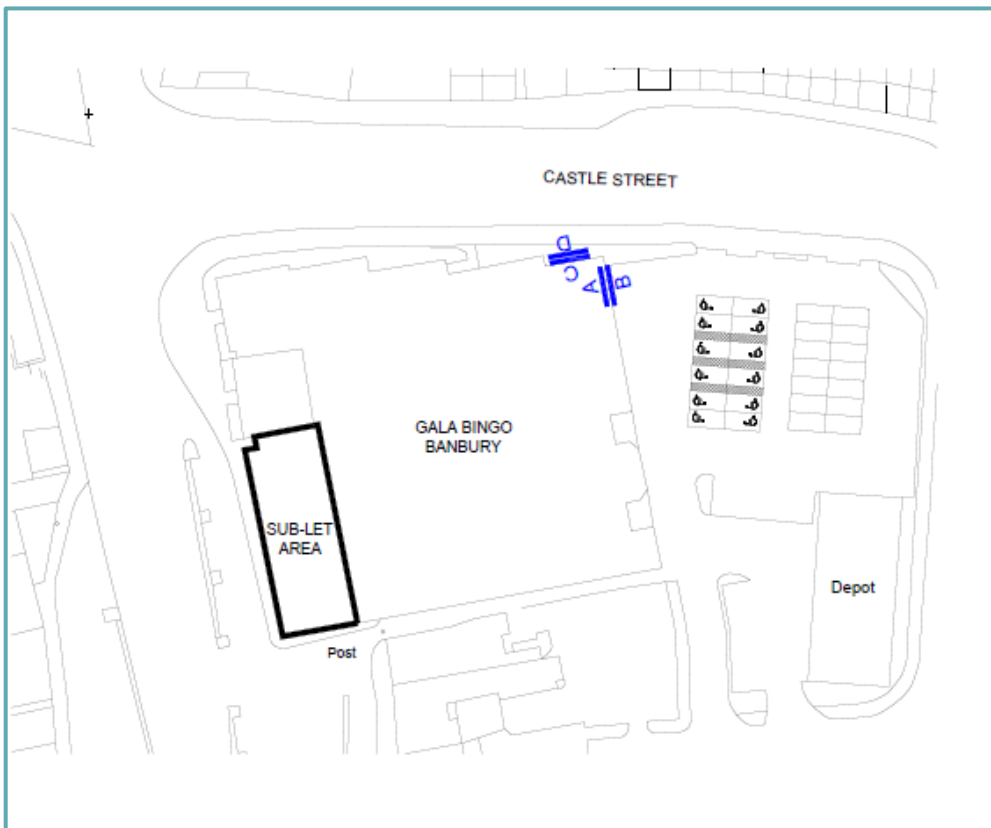 CASTLE STREET
D
C
A
B
GALA BINGO
BANBURY
SUB-LET
AREA
Depot
Post